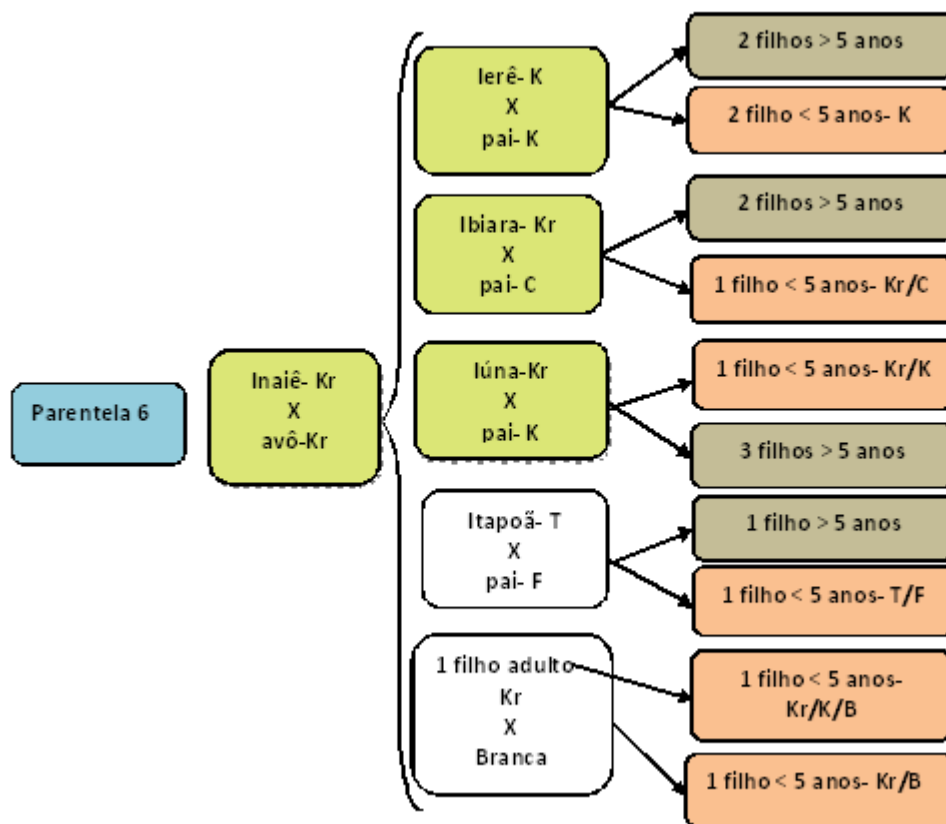 Parentela 6
Inaiê- Kr
X
avô-Kr
Ierê- K
X
pai- K
2 filhos > 5 anos
2 filho < 5 anos- K
Ibiara- Kr
X
pai- C
2 filhos > 5 anos
1 filho < 5 anos- Kr/C
Iúna-Kr
X
pai- K
1 filho < 5 anos- Kr/K
3 filhos > 5 anos
Itapoã- T
X
pai- F
1 filho > 5 anos
1 filho < 5 anos- T/F
1 filho adulto
Kr
X
Branca
1 filho < 5 anos-
Kr/K/B
1 filho < 5 anos- Kr/B